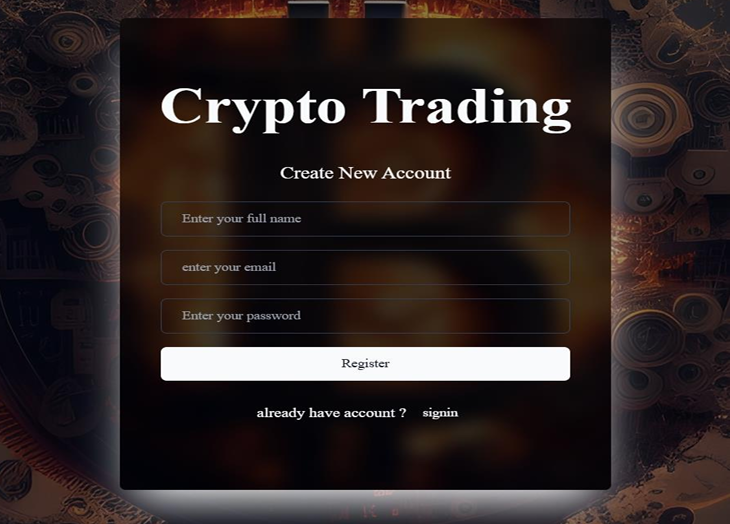 Crypto Trading
Create New Account
Enter your full name
enter your email
Enter your password
Register
already have account ? signin